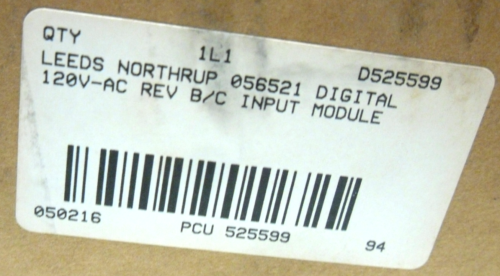 QTY 1L1 D525599
LEEDS NORTHRUP 056521 DIGITAL
120V-AC REV B/C INPUT MODULE
050216 PCU 525599 94